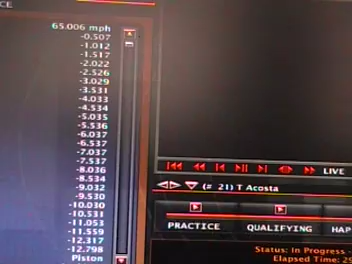 CE
65.006 mph
-0.507
-1.012
-1.517
-2.022
-2.526
-3.029
-3.531
-4.033
-4.534
-5.035
-5.536
-6.037
-6.537
-7.037
-7.537
-8.036
-8.534
-9.032
-9.530
-10.030
-10.531
-11.053
-11.559
-12.317
-12.798
Piston
LIVE
(# 21) T Acosta
PRACTICE
QUALIFYING
HAP
Status: In Progress -
Elapsed Time: 29